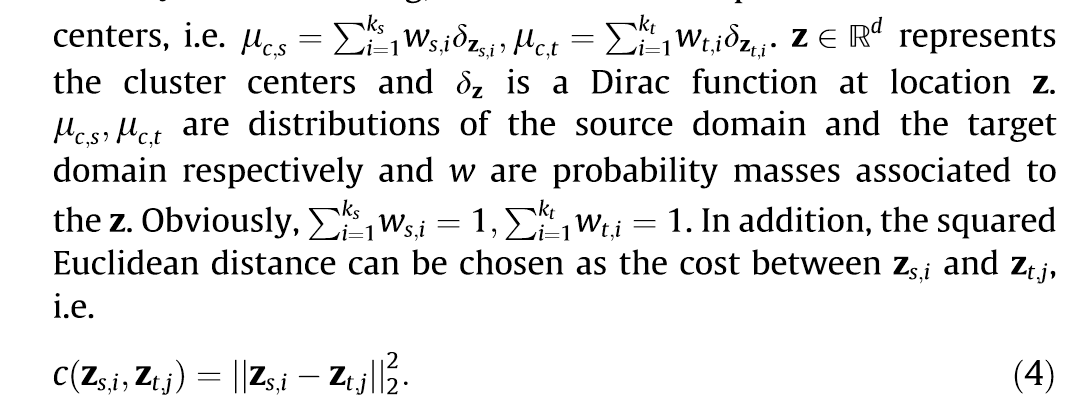 centers, i.e. μ_{c,s} = ∑_{i=1}^{k_s} w_{s,i}δ_{𝐳_{s,i}}, μ_{c,t} = ∑_{i=1}^{k_t} w_{t,i}δ_{𝐳_{t,i}}. 𝐳 ∈ ℝ^d represents
the cluster centers and δ_𝐳 is a Dirac function at location 𝐳.
μ_{c,s}, μ_{c,t} are distributions of the source domain and the target
domain respectively and w are probability masses associated to
the 𝐳. Obviously, ∑_{i=1}^{k_s} w_{s,i} = 1, ∑_{i=1}^{k_t} w_{t,i} = 1. In addition, the squared
Euclidean distance can be chosen as the cost between 𝐳_{s,i} and 𝐳_{t,j},
i.e.
c(𝐳_{s,i}, 𝐳_{t,j}) = ||𝐳_{s,i} − 𝐳_{t,j}||_2^2. (4)